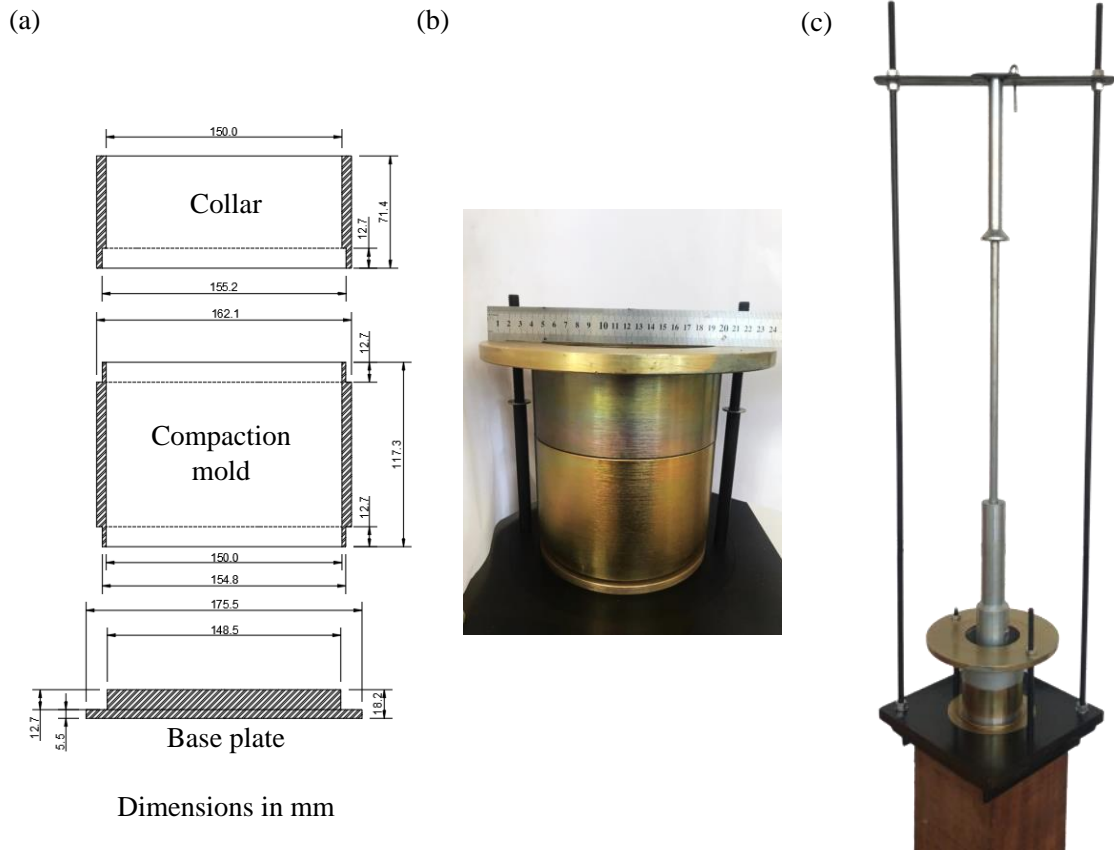 (a)
150.0
Collar
71.4
12.7
155.2
162.1
12.7
Compaction
mold
117.3
12.7
150.0
154.8
175.5
148.5
12.7
5.5
18.2
Base plate
Dimensions in mm
(b)
1 2 3 4 5 6 7 8 9 10 11 12 13 14 15 16 17 18 19 20 21 22 23 24
(c)